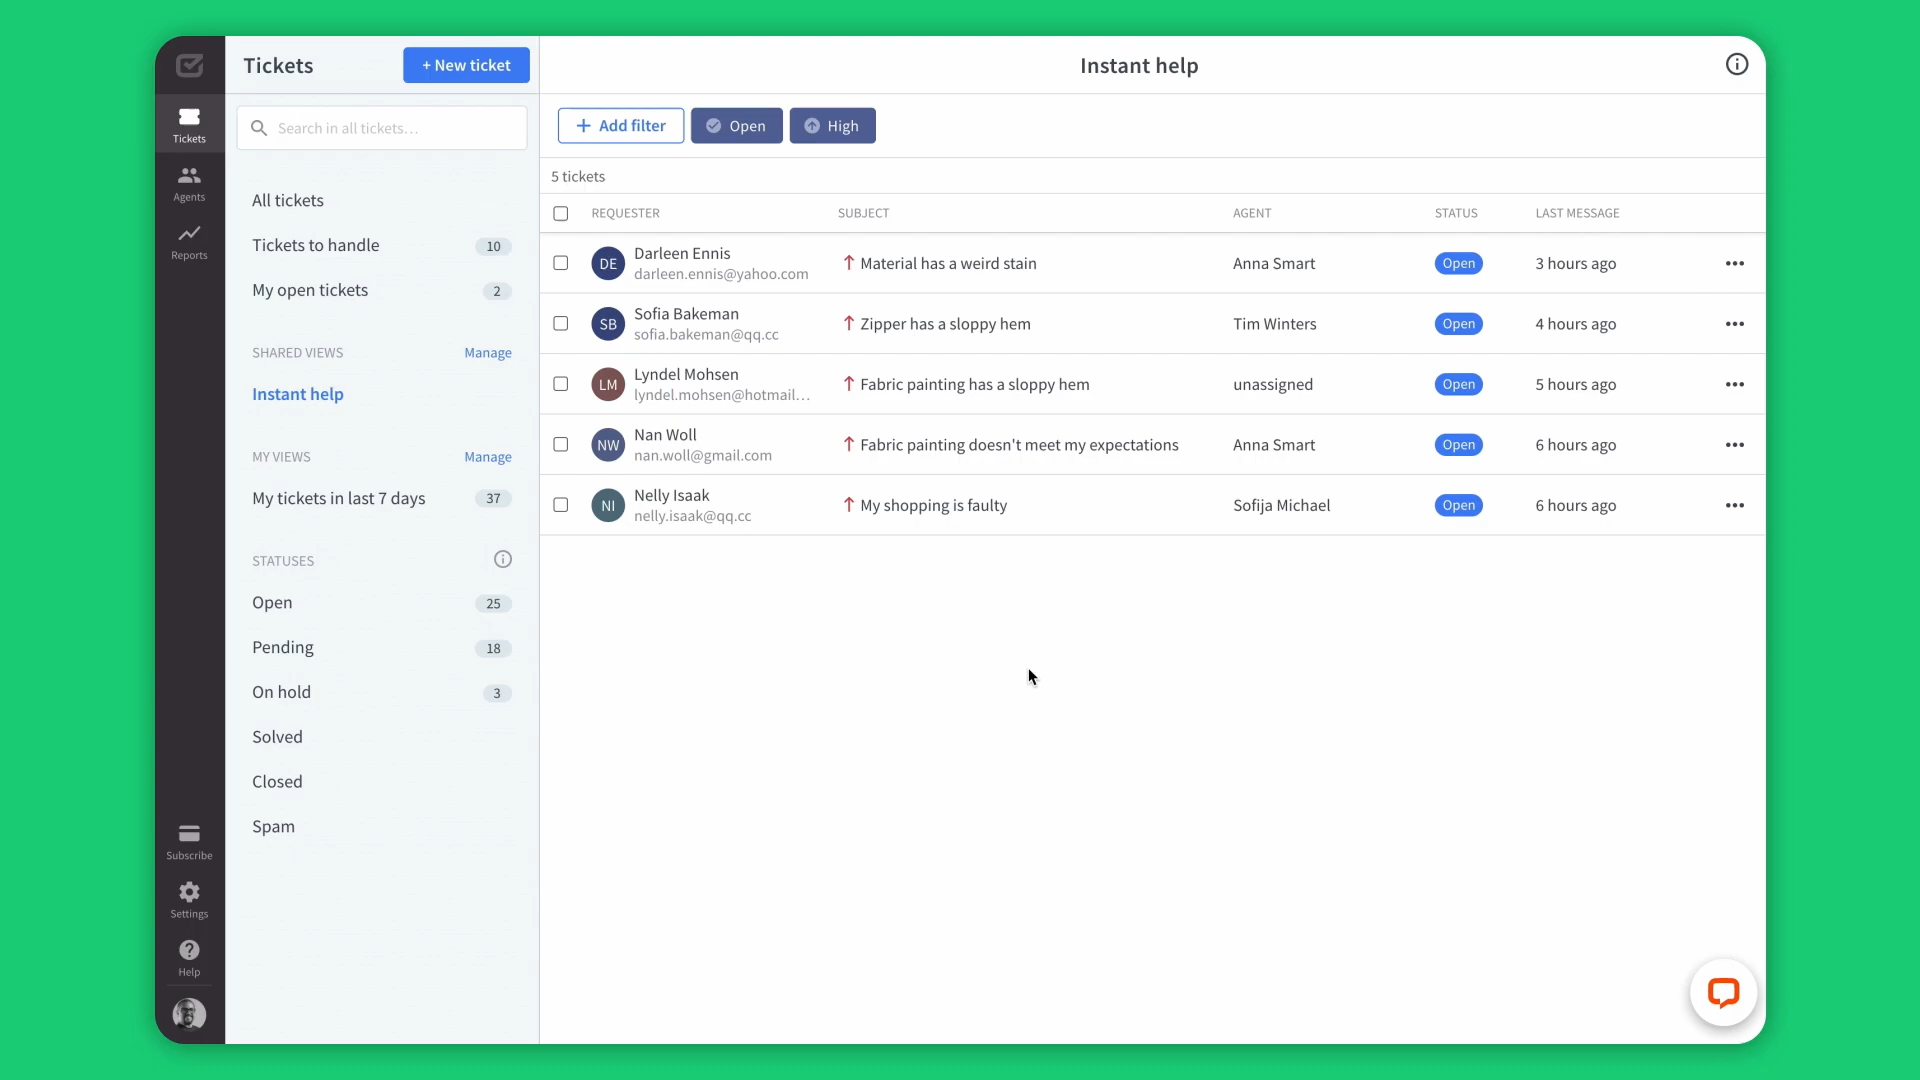 Tickets
+ New ticket
Instant help
Tickets
Agents
Reports
Subscribe
Settings
Help
Search in all tickets…
All tickets
Tickets to handle 10
My open tickets 2
SHARED VIEWS Manage
Instant help
MY VIEWS Manage
My tickets in last 7 days 37
STATUSES
Open 25
Pending 18
On hold 3
Solved
Closed
Spam
+ Add filter Open High
5 tickets
REQUESTER SUBJECT AGENT STATUS LAST MESSAGE
DE Darleen Ennis Material has a weird stain Anna Smart Open 3 hours ago
darleen.ennis@yahoo.com
SB Sofia Bakeman Zipper has a sloppy hem Tim Winters Open 4 hours ago
sofia.bakeman@qq.cc
LM Lyndel Mohsen Fabric painting has a sloppy hem unassigned Open 5 hours ago
lyndel.mohsen@hotmail…
NW Nan Woll Fabric painting doesn't meet my expectations Anna Smart Open 6 hours ago
nan.woll@gmail.com
NI Nelly Isaak My shopping is faulty Sofija Michael Open 6 hours ago
nelly.isaak@qq.cc